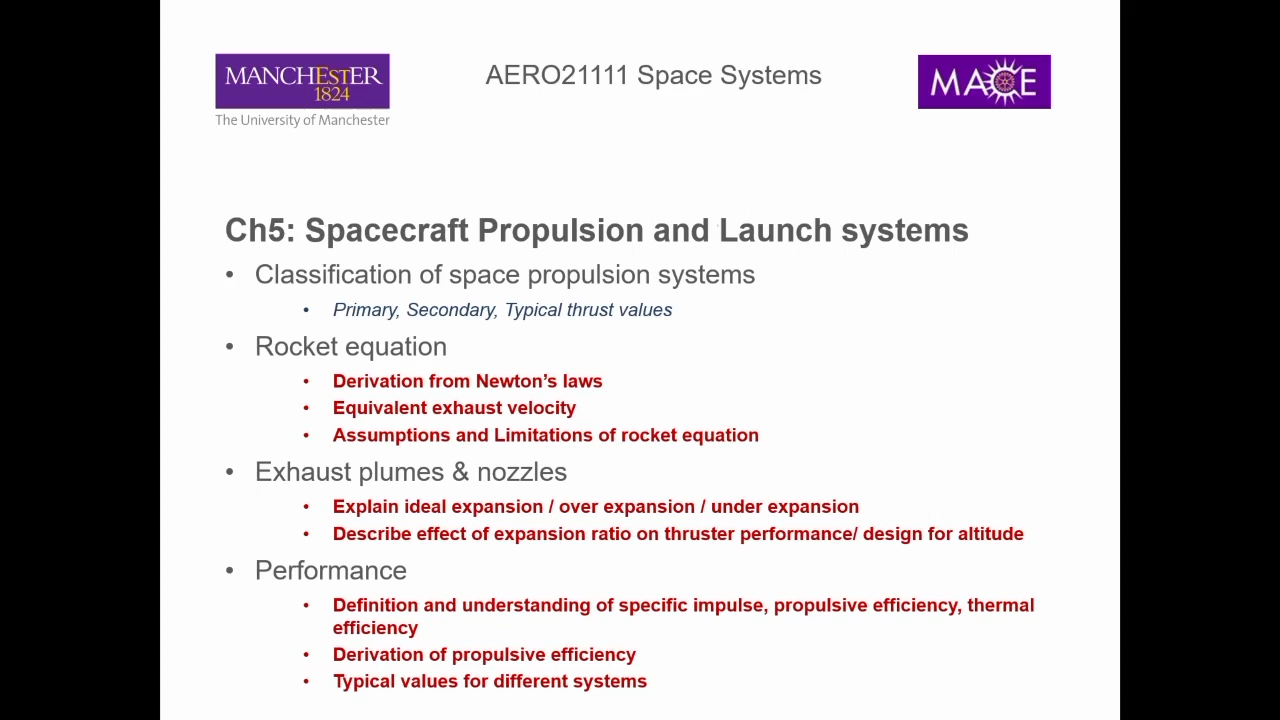 MANCHESTER
1824
The University of Manchester
AERO21111 Space Systems
MACE
Ch5: Spacecraft Propulsion and Launch systems
• Classification of space propulsion systems
• Primary, Secondary, Typical thrust values
• Rocket equation
• Derivation from Newton’s laws
• Equivalent exhaust velocity
• Assumptions and Limitations of rocket equation
• Exhaust plumes & nozzles
• Explain ideal expansion / over expansion / under expansion
• Describe effect of expansion ratio on thruster performance/ design for altitude
• Performance
• Definition and understanding of specific impulse, propulsive efficiency, thermal
efficiency
• Derivation of propulsive efficiency
• Typical values for different systems